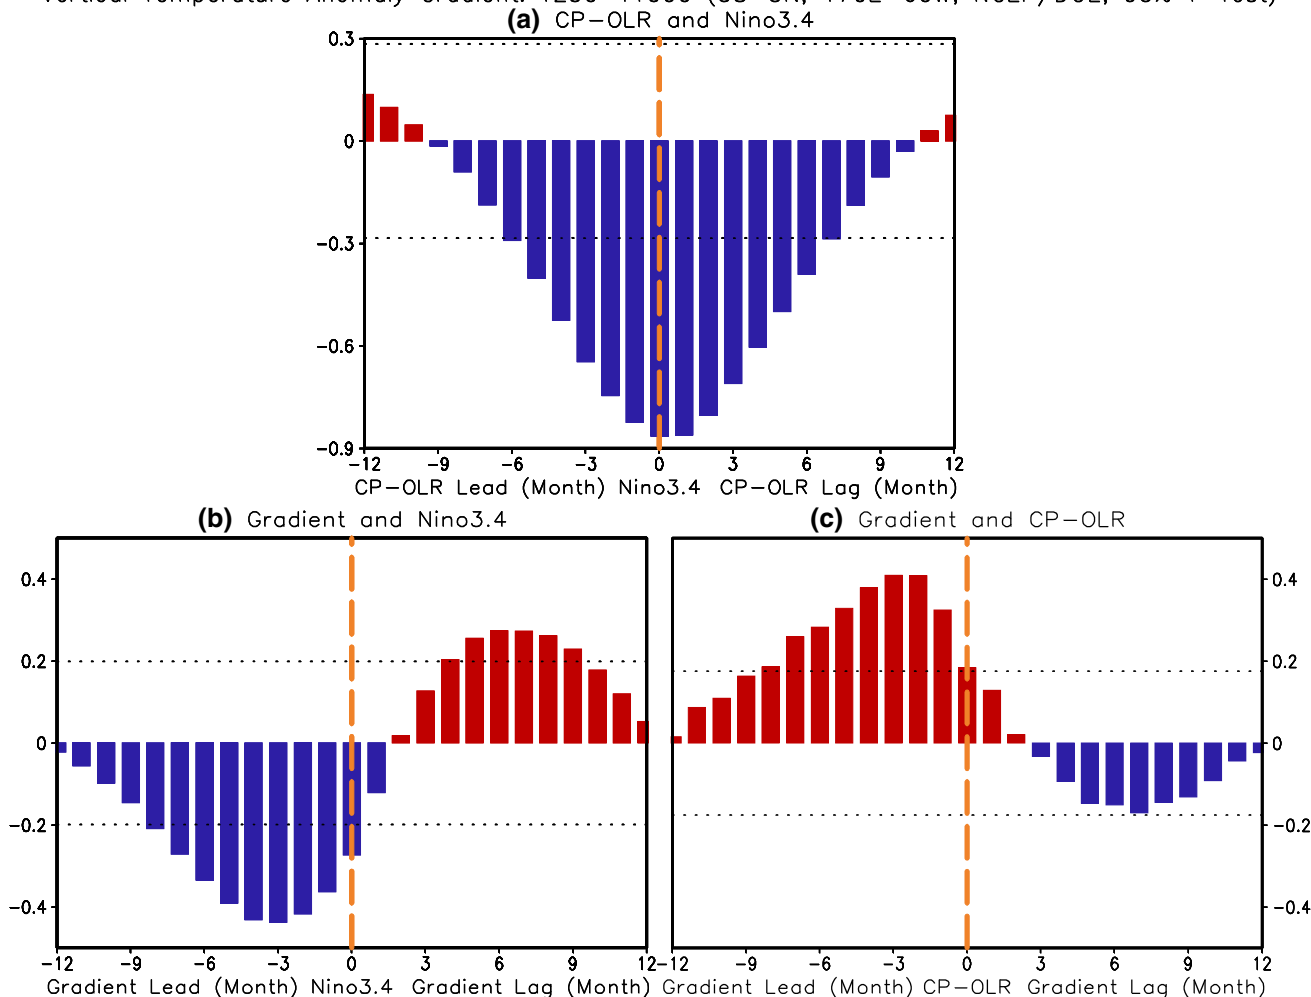 (a) CP-OLR and Nino3.4
0.3
0
-0.3
-0.6
-0.9
-12 -9 -6 -3 0 3 6 9 12
CP-OLR Lead (Month) Nino3.4 CP-OLR Lag (Month)
(b) Gradient and Nino3.4
0.4
0.2
0
-0.2
-0.4
-12 -9 -6 -3 0 3 6 9 12
Gradient Lead (Month) Nino3.4 Gradient Lag (Month)
(c) Gradient and CP-OLR
0.4
0.2
0
-0.2
-0.4
-12 -9 -6 -3 0 3 6 9 12
Gradient Lead (Month) CP-OLR Gradient Lag (Month)